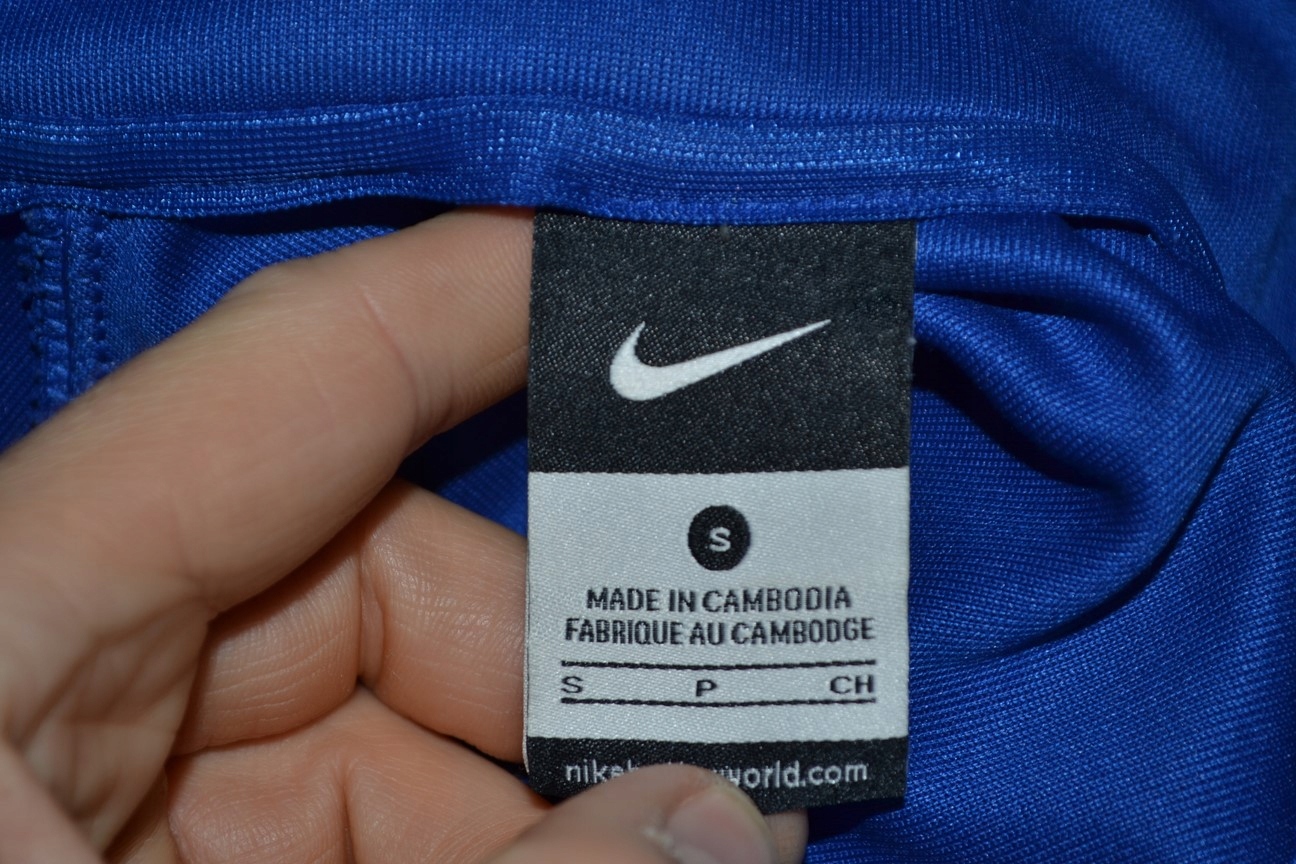 S
MADE IN CAMBODIA
FABRIQUE AU CAMBODGE
S P CH